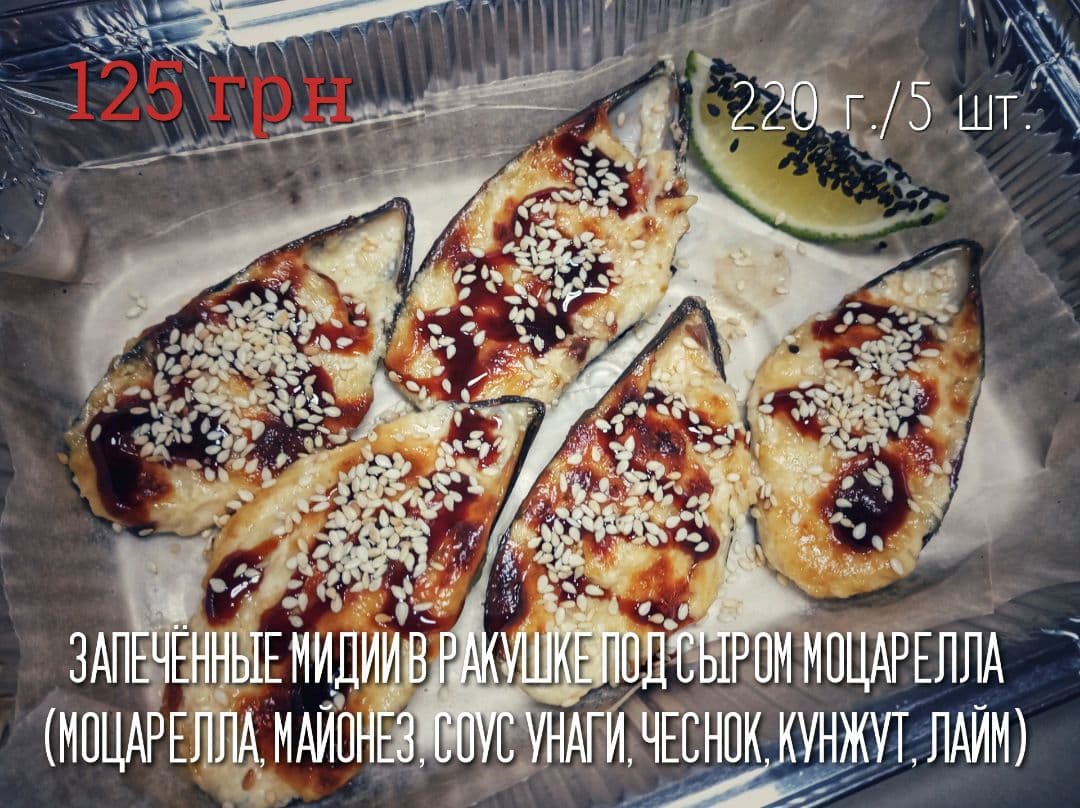 125 грн
220 г./5 шт.
ЗАПЕЧЁННЫЕ МИДИИ В РАКУШКЕ ПОД СЫРОМ МОЦАРЕЛЛА
(МОЦАРЕЛЛА, МАЙОНЕЗ, СОУС УНАГИ, ЧЕСНОК, КУНЖУТ, ЛАЙМ)